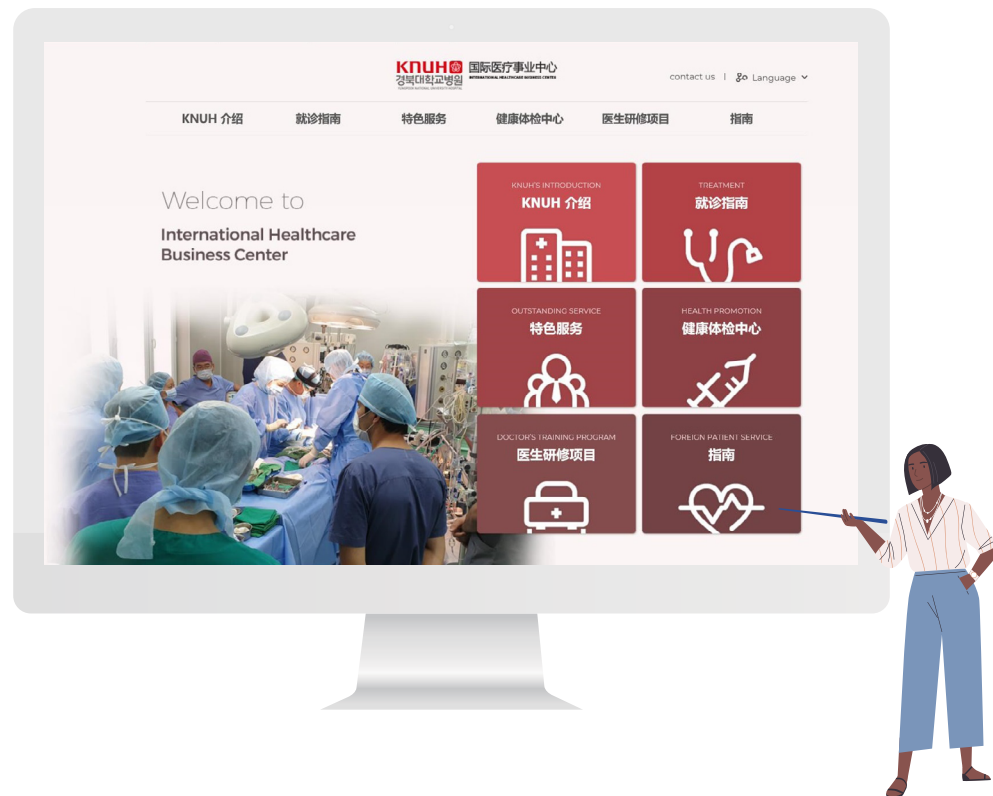 KNUH 国际医疗事业中心
경북대학교병원 INTERNATIONAL HEALTHCARE BUSINESS CENTER
KYUNGPOOK NATIONAL UNIVERSITY HOSPITAL
contact us | Language
KNUH 介绍 就诊指南 特色服务 健康体检中心 医生研修项目 指南
Welcome to
International Healthcare
Business Center
KNUH'S INTRODUCTION
KNUH 介绍
TREATMENT
就诊指南
OUTSTANDING SERVICE
特色服务
HEALTH PROMOTION
健康体检中心
DOCTOR'S TRAINING PROGRAM
医生研修项目
FOREIGN PATIENT SERVICE
指南